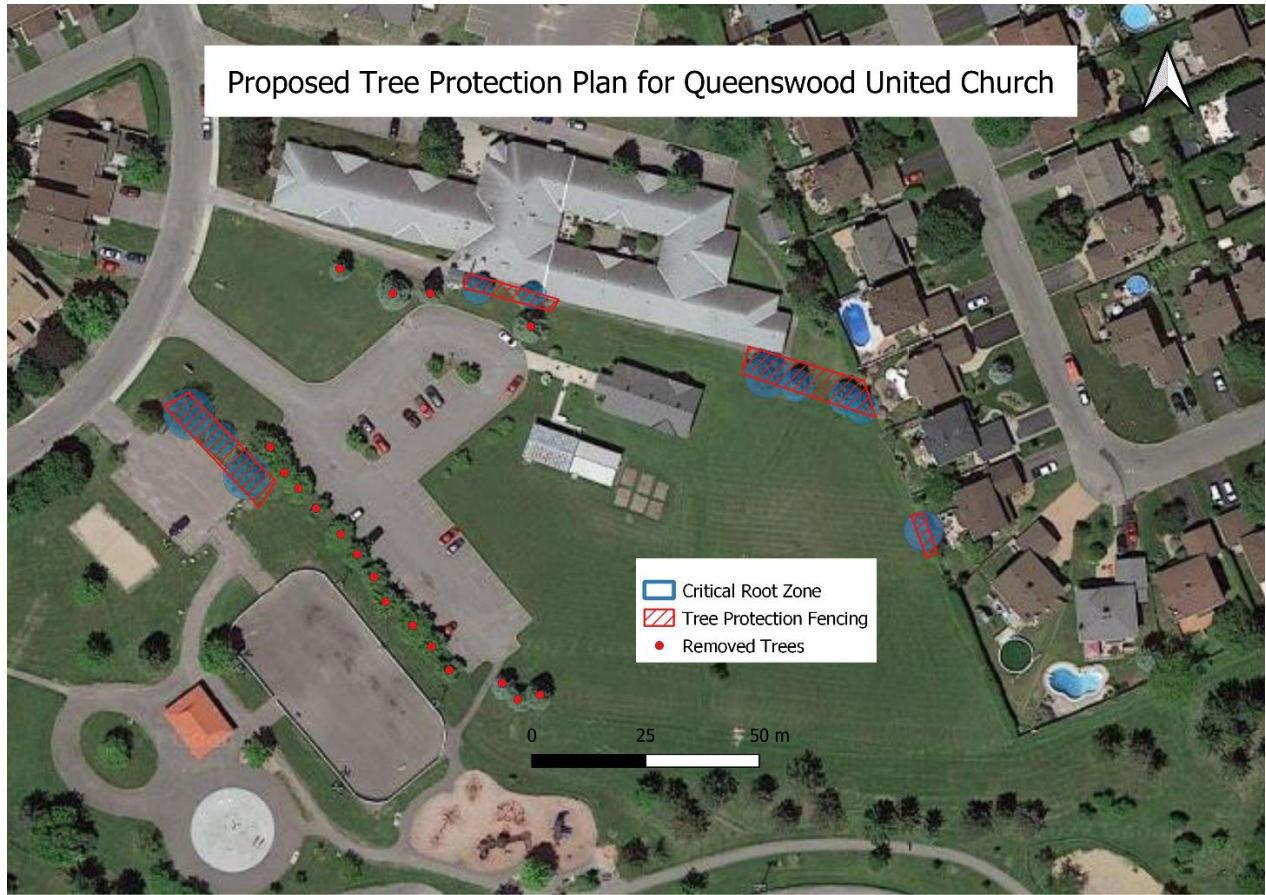 Proposed Tree Protection Plan for Queenswood United Church
Critical Root Zone
Tree Protection Fencing
Removed Trees
0 25 50 m